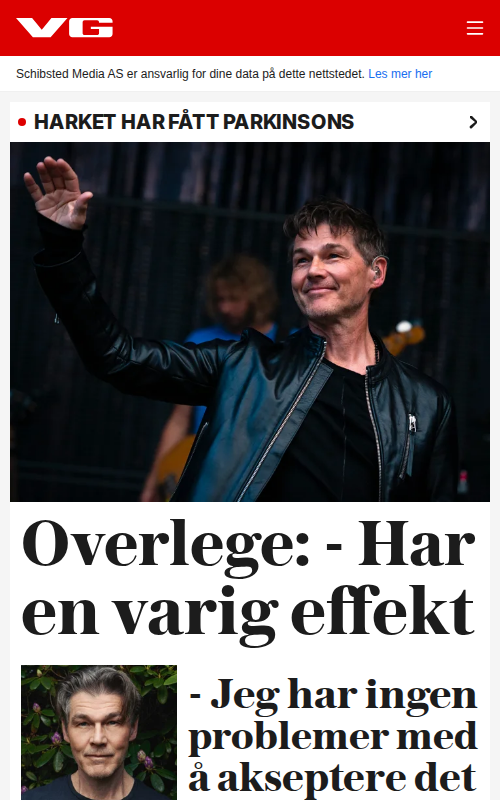 VG
Schibsted Media AS er ansvarlig for dine data på dette nettstedet. Les mer her
HARKET HAR FÅTT PARKINSONS
Overlege: - Har
en varig effekt
- Jeg har ingen
problemer med
å akseptere det